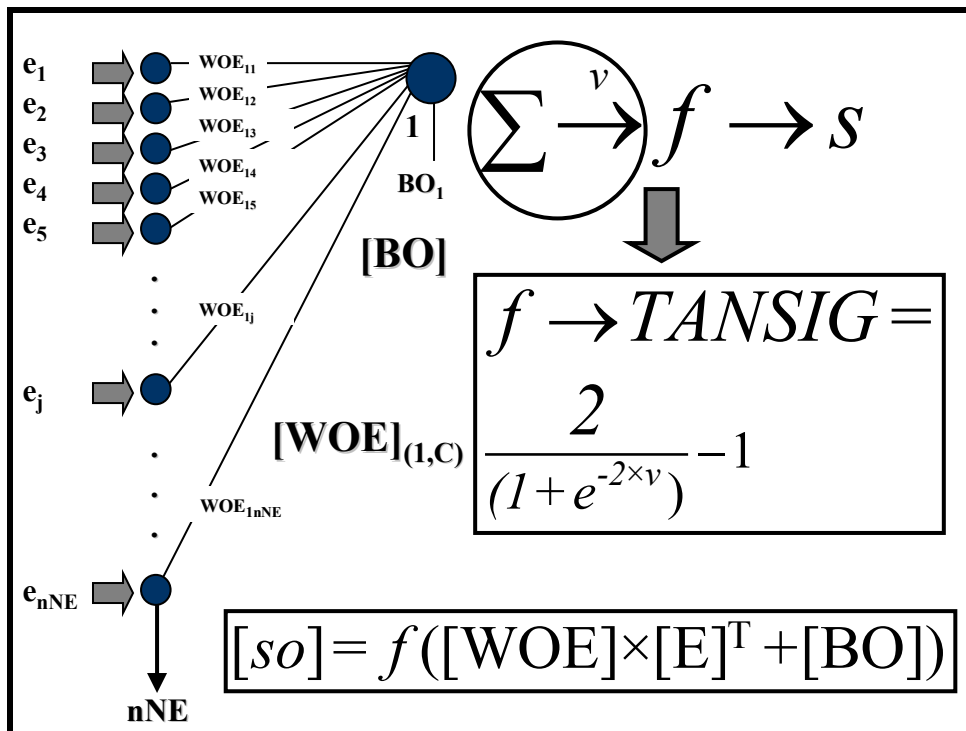 e1
WOE11
e2
WOE12
e3
WOE13
e4
WOE14
e5
WOE15
1
BO1
∑ → v f → s
[BO]
f → TANSIG =
2
(1 + e^-2×v) − 1
WOE1j
ej
[WOE](1,C)
WOE1nNE
enNE
[so] = f([WOE]×[E]^T +[BO])
nNE